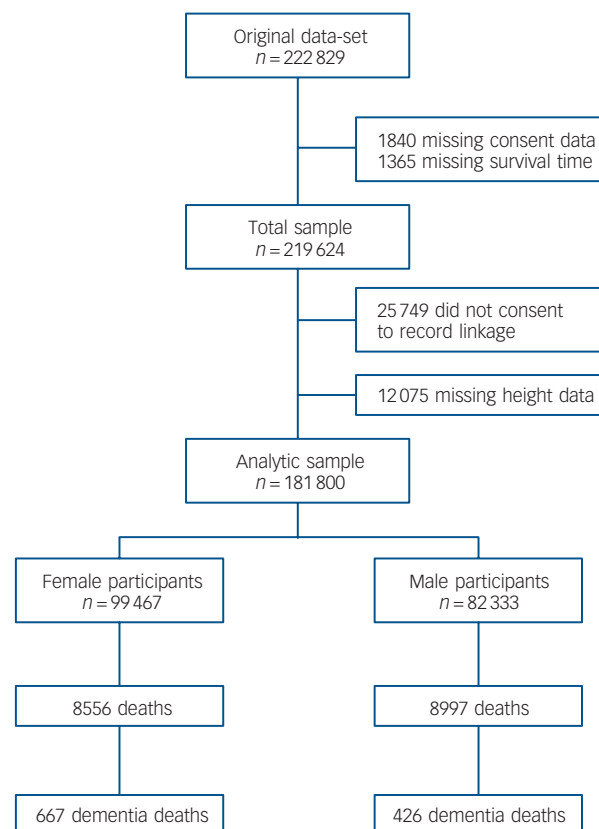 Original data-set
n = 222 829
1840 missing consent data
1365 missing survival time
Total sample
n = 219 624
25 749 did not consent
to record linkage
12 075 missing height data
Analytic sample
n = 181 800
Female participants
n = 99 467
Male participants
n = 82 333
8556 deaths
8997 deaths
667 dementia deaths
426 dementia deaths